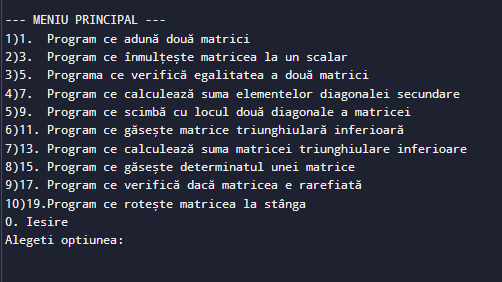 --- MENIU PRINCIPAL ---
1)1.  Program ce adună două matrici
2)3.  Program ce înmulțește matricea la un scalar
3)5.  Programa ce verifică egalitatea a două matrici
4)7.  Program ce calculează suma elementelor diagonalei secundare
5)9.  Program ce scimbă cu locul două diagonale a matricei
6)11. Program ce găsește matrice triunghiulară inferioară
7)13. Program ce calculează suma matricei triunghiulare inferioare
8)15. Program ce găsește determinatul unei matrice
9)17. Program ce verifică dacă matricea e rarefiată
10)19.Program ce rotește matricea la stânga
0. Iesire
Alegeti optiunea: